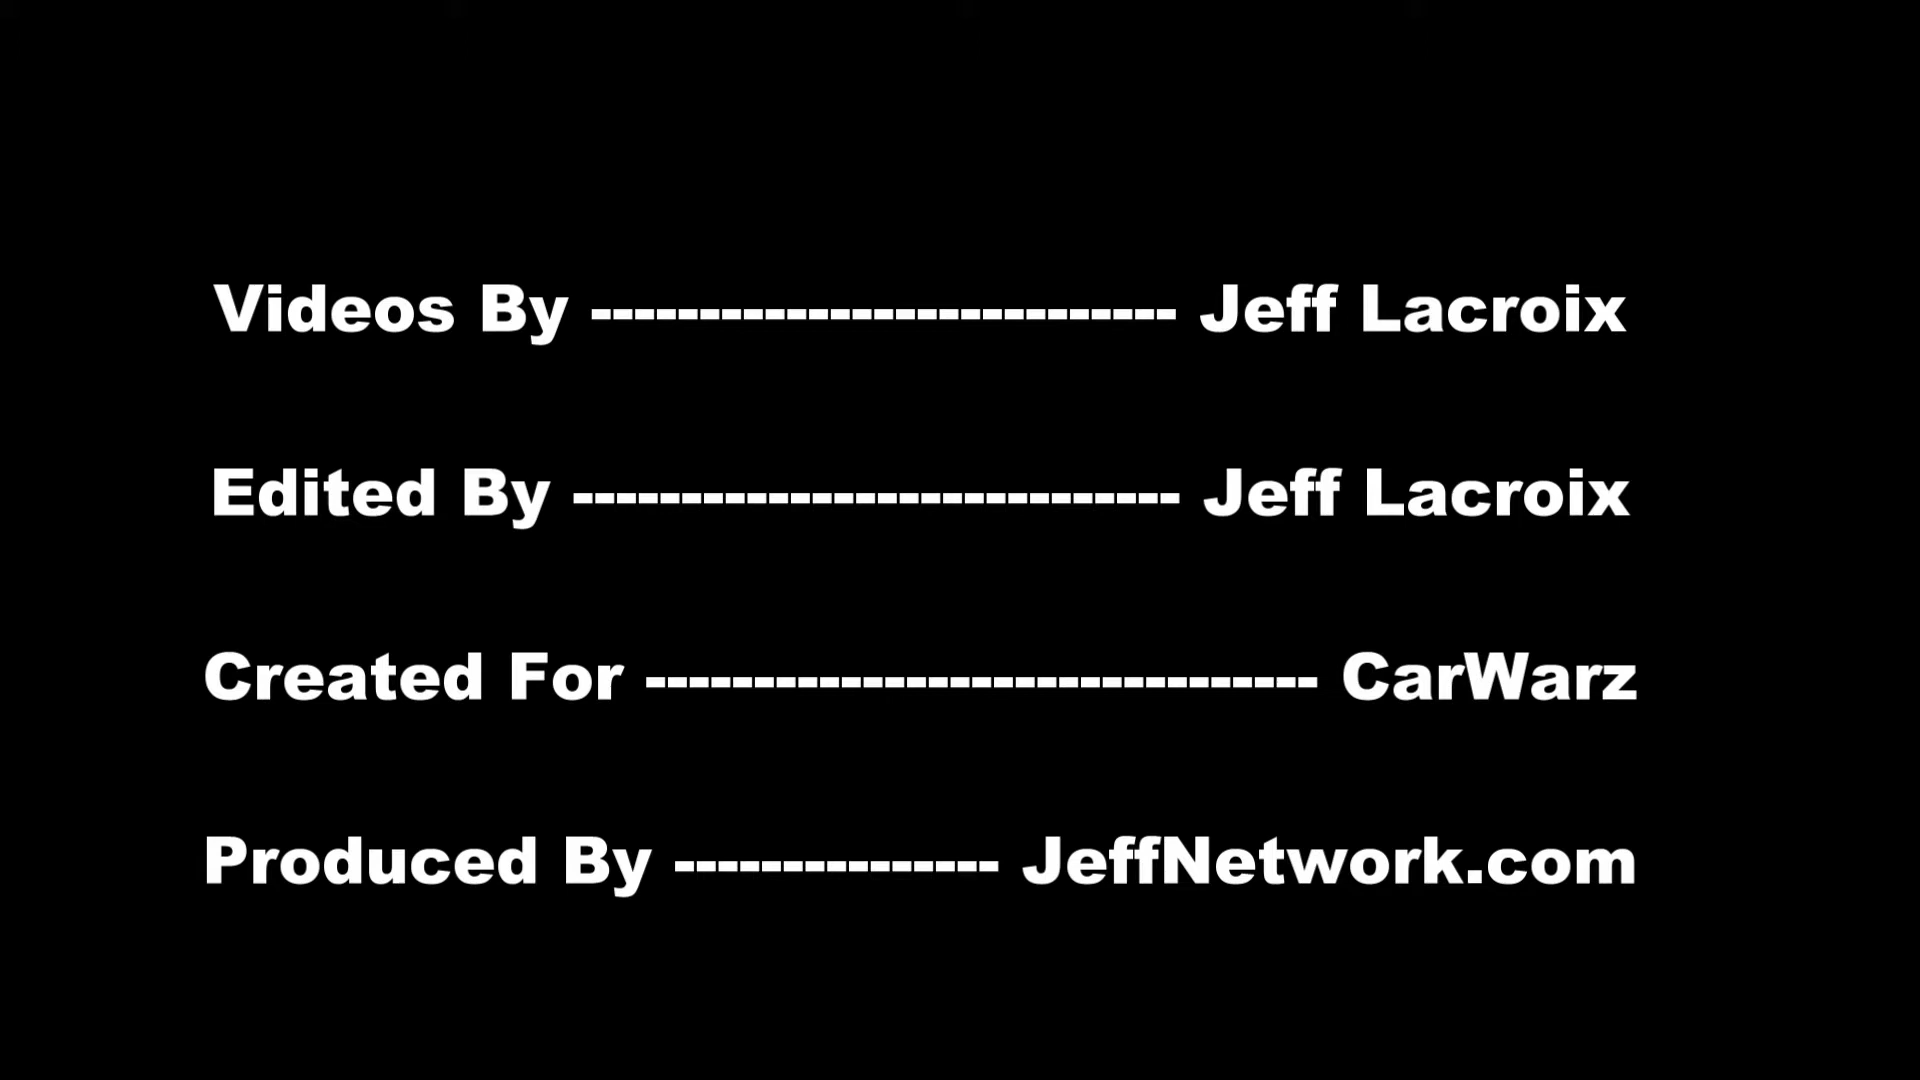 Videos By --------------------------- Jeff Lacroix
Edited By ---------------------------- Jeff Lacroix
Created For ------------------------------- CarWarz
Produced By --------------- JeffNetwork.com